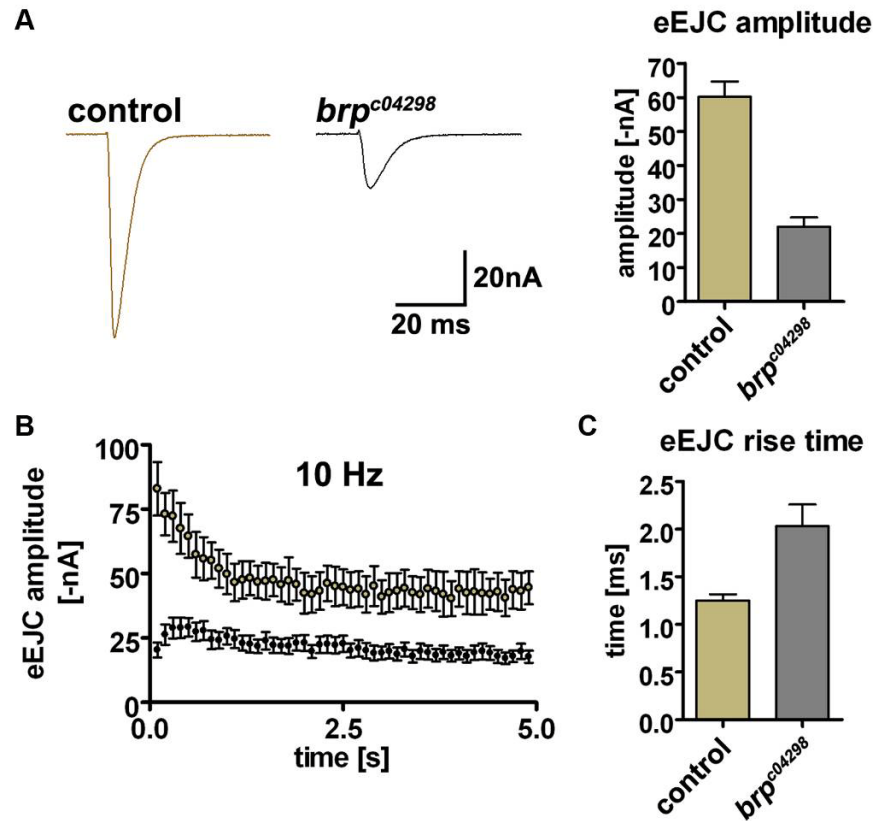 A
eEJC amplitude
control
brpc04298
20nA
20 ms
amplitude [-nA]
70
60
50
40
30
20
10
0
control
brpc04298
B
10 Hz
eEJC amplitude
[-nA]
100
75
50
25
0
0.0
2.5
5.0
time [s]
C
eEJC rise time
time [ms]
2.5
2.0
1.5
1.0
0.5
0.0
control
brpc04298